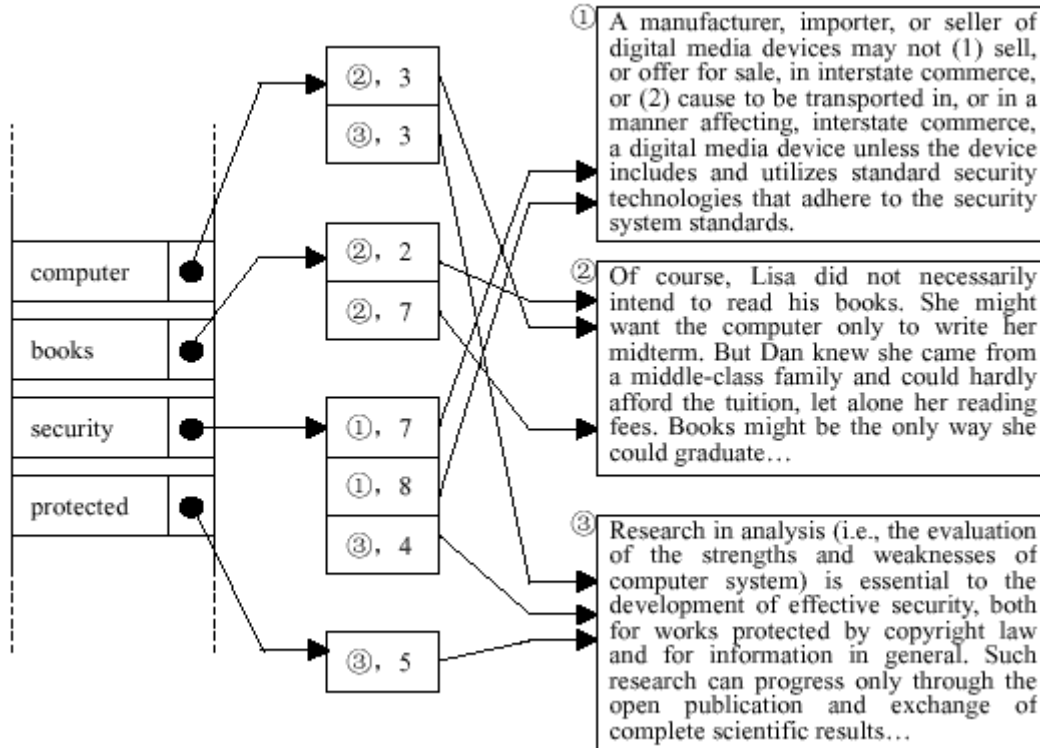 computer
books
security
protected
②, 3
③, 3
②, 2
②, 7
①, 7
①, 8
③, 4
③, 5
①
A manufacturer, importer, or seller of
digital media devices may not (1) sell,
or offer for sale, in interstate commerce,
or (2) cause to be transported in, or in a
manner affecting, interstate commerce,
a digital media device unless the device
includes and utilizes standard security
technologies that adhere to the security
system standards.
②
Of course, Lisa did not necessarily
intend to read his books. She might
want the computer only to write her
midterm. But Dan knew she came from
a middle-class family and could hardly
afford the tuition, let alone her reading
fees. Books might be the only way she
could graduate…
③
Research in analysis (i.e., the evaluation
of the strengths and weaknesses of
computer system) is essential to the
development of effective security, both
for works protected by copyright law
and for information in general. Such
research can progress only through the
open publication and exchange of
complete scientific results…